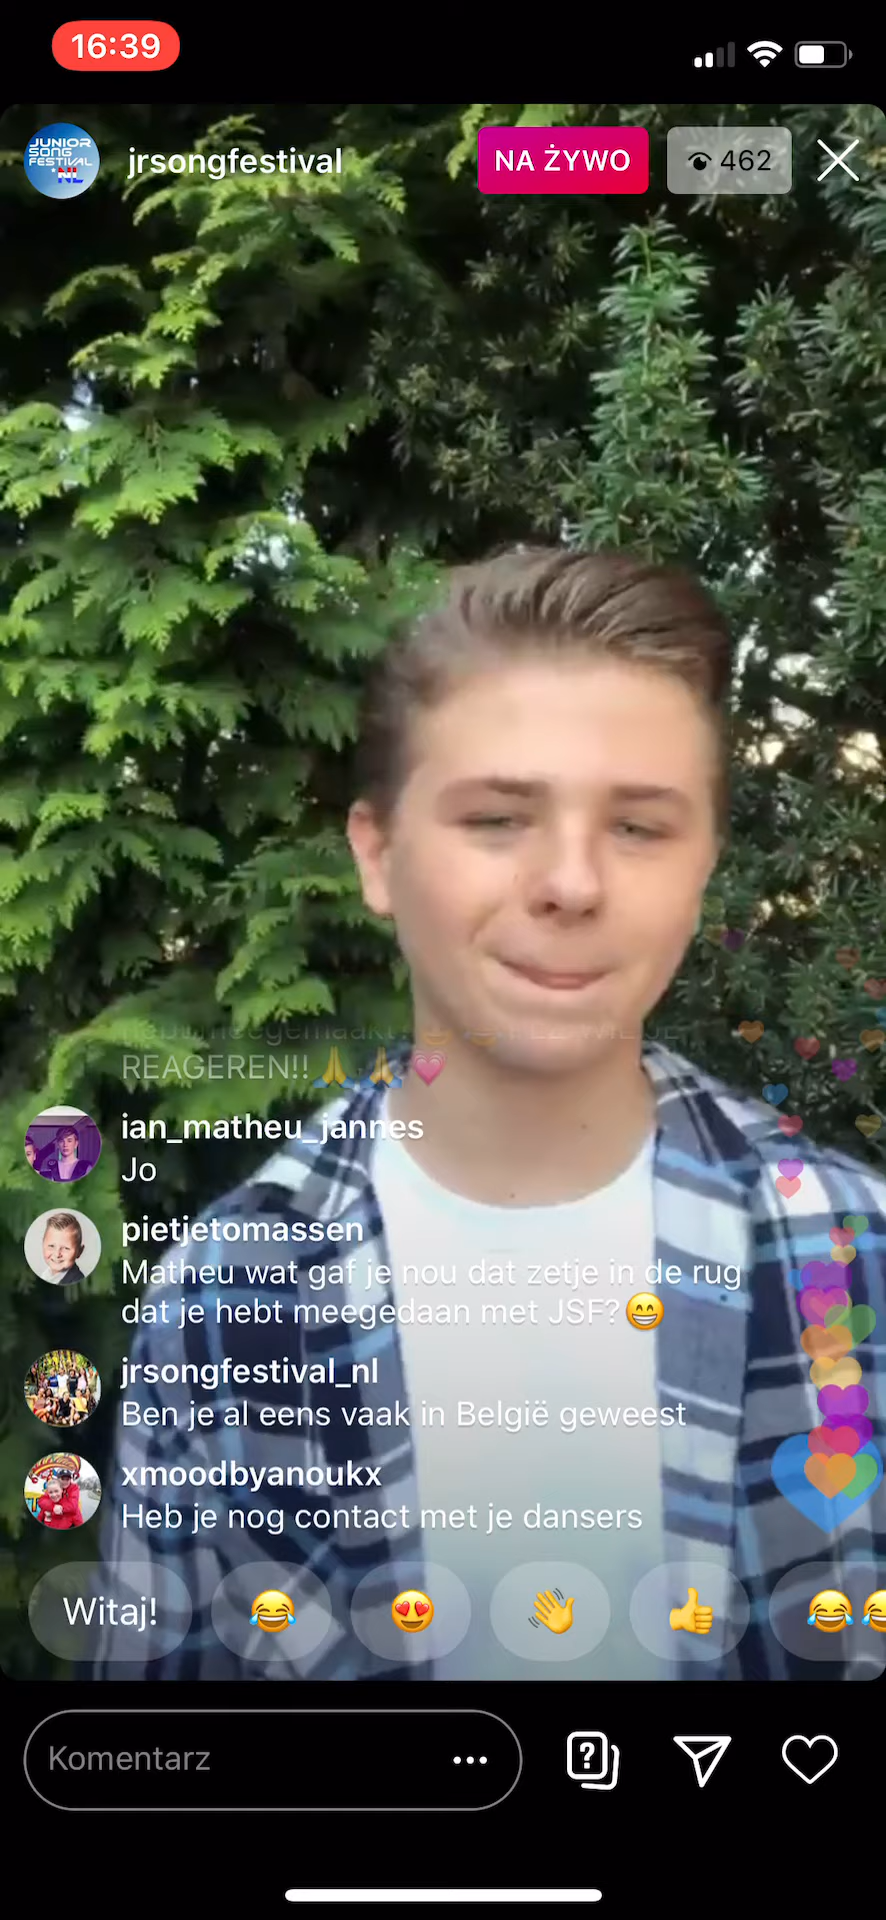 16:39
JUNIOR
SONG
FESTIVAL
NL
jrsongfestival
NA ŻYWO
462
REAGEREN!!🙏🙏💗
ian_matheu_jannes
Jo
pietjetomassen
Matheu wat gaf je nou dat zetje in de rug
dat je hebt meegedaan met JSF?😁
jrsongfestival_nl
Ben je al eens vaak in België geweest
xmoodbyanoukx
Heb je nog contact met je dansers
Witaj! 😂 😍 👋 👍 😂
Komentarz